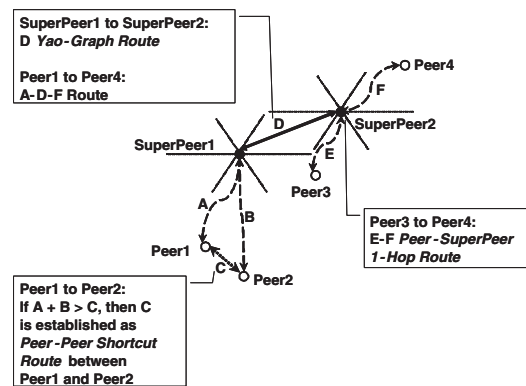 SuperPeer1 to SuperPeer2:
D Yao-Graph Route
Peer1 to Peer4:
A-D-F Route
Peer4
F
D
SuperPeer2
SuperPeer1
E
Peer3
A
B
Peer1
C
Peer2
Peer3 to Peer4:
E-F Peer-SuperPeer
1-Hop Route
Peer1 to Peer2:
If A + B > C, then C
is established as
Peer-Peer Shortcut
Route between
Peer1 and Peer2